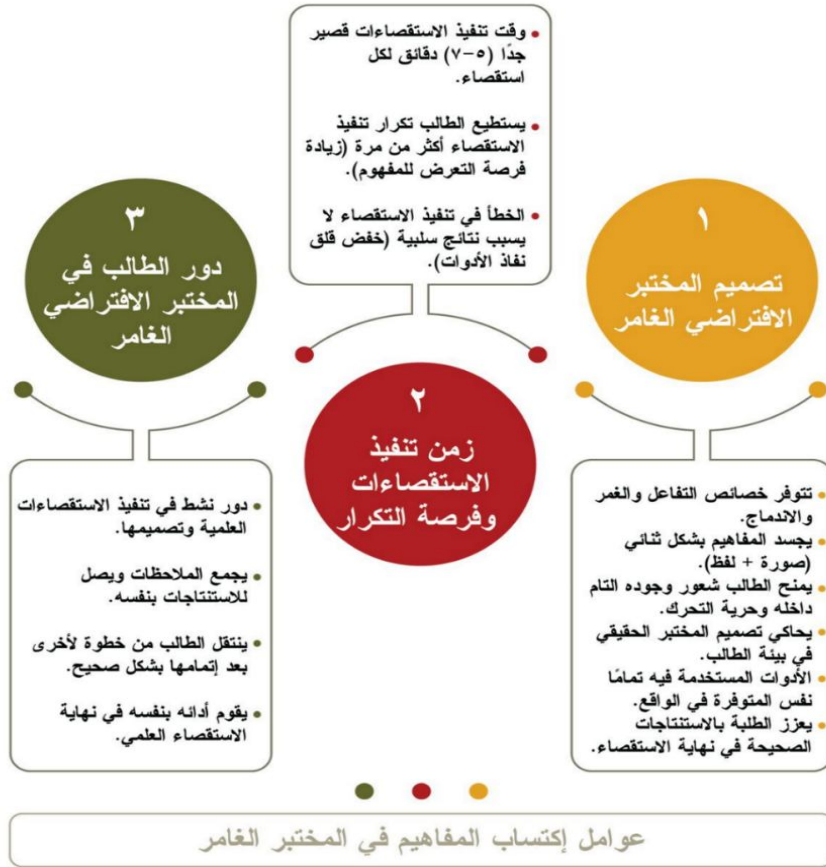 ١
تصميم المختبر
الافتراضي الغامر
تتوفر خصائص التفاعل والغمر
والاندماج.
يجسد المفاهيم بشكل ثنائي
(صورة + لفظ).
يمنح الطالب شعور وجوده التام
داخله وحرية التحرك.
يحاكي تصميم المختبر الحقيقي
في بيئة الطالب.
الأدوات المستخدمة فيه تمامًا
نفس المتوفرة في الواقع.
يعزز الطلبة بالاستنتاجات
الصحيحة في نهاية الاستقصاء.
٢
زمن تنفيذ
الاستقصاءات
وفرصة التكرار
وقت تنفيذ الاستقصاءات قصير
جدًا (٥-٧) دقائق لكل
استقصاء.
يستطيع الطالب تكرار تنفيذ
الاستقصاء أكثر من مرة (زيادة
فرصة التعرض للمفهوم).
الخطأ في تنفيذ الاستقصاء لا
يسبب نتائج سلبية (خفض قلق
نفاذ الأدوات).
٣
دور الطالب في
المختبر الافتراضي
الغامر
دور نشط في تنفيذ الاستقصاءات
العلمية وتصميمها.
يجمع الملاحظات ويصل
للاستنتاجات بنفسه.
ينتقل الطالب من خطوة لأخرى
بعد إتمامها بشكل صحيح.
يقوم أدائه بنفسه في نهاية
الاستقصاء العلمي.
عوامل إكتساب المفاهيم في المختبر الغامر